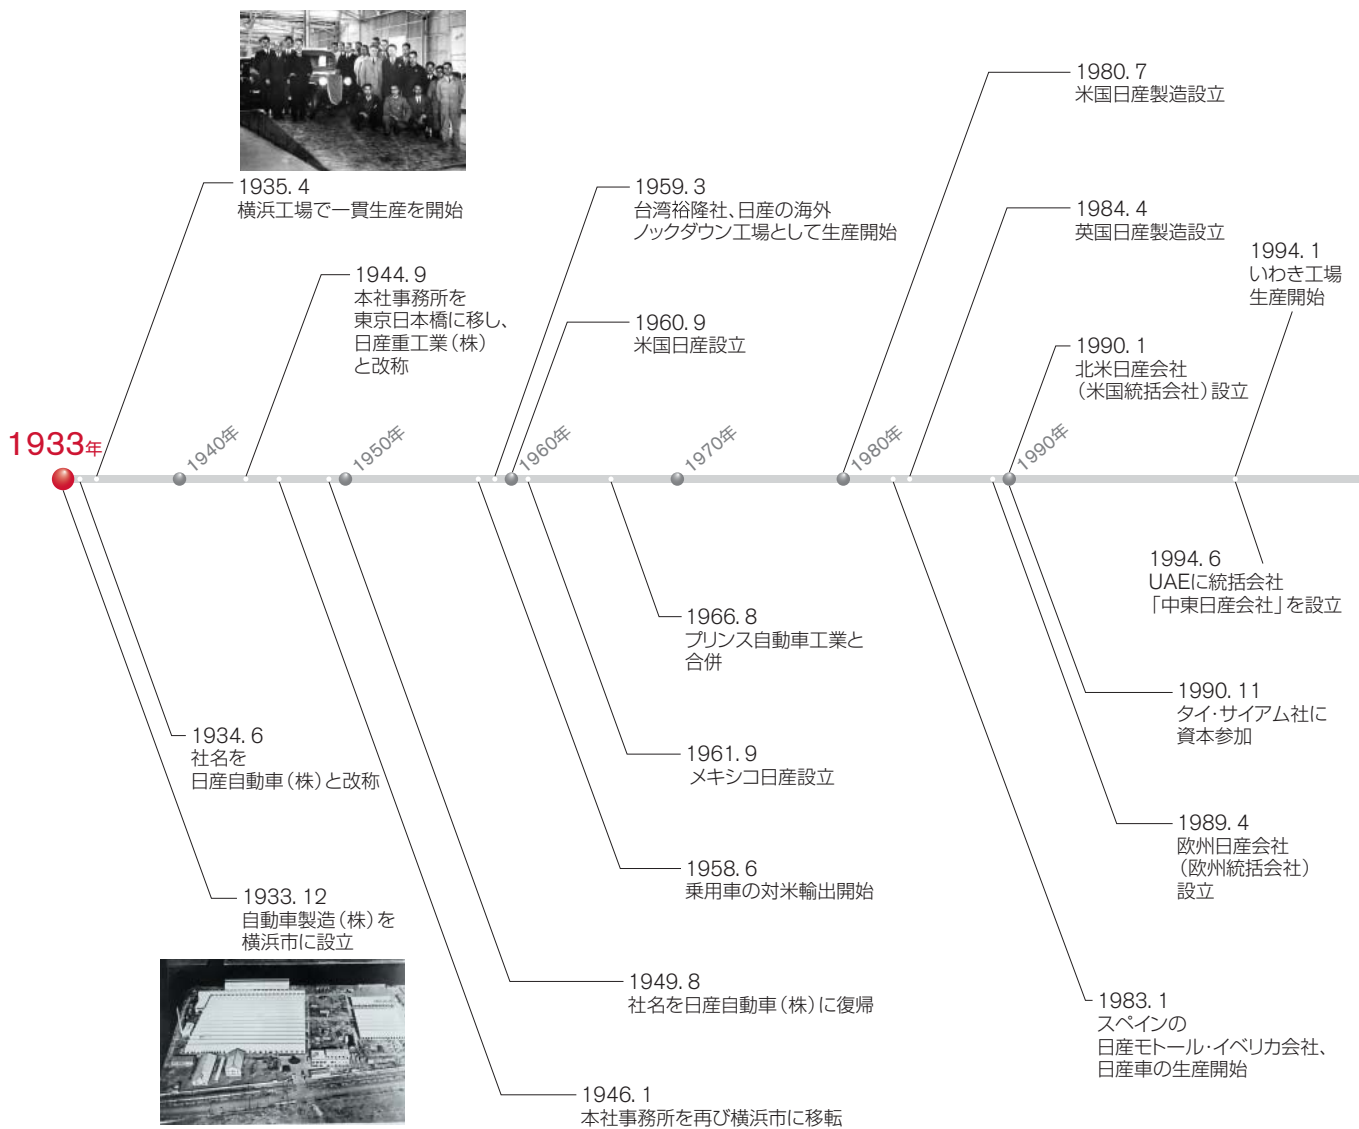 1980. 7
米国日産製造設立
1935. 4
横浜工場で一貫生産を開始
1959. 3
台湾裕隆社、日産の海外
ノックダウン工場として生産開始
1984. 4
英国日産製造設立
1994. 1
いわき工場
生産開始
1944. 9
本社事務所を
東京日本橋に移し、
日産重工業(株)
と改称
1960. 9
米国日産設立
1990. 1
北米日産会社
(米国統括会社)設立
1933年
1940年
1950年
1960年
1970年
1980年
1990年
1994. 6
UAEに統括会社
「中東日産会社」を設立
1966. 8
プリンス自動車工業と
合併
1990. 11
タイ・サイアム社に
資本参加
1934. 6
社名を
日産自動車(株)と改称
1961. 9
メキシコ日産設立
1989. 4
欧州日産会社
(欧州統括会社)
設立
1958. 6
乗用車の対米輸出開始
1933. 12
自動車製造(株)を
横浜市に設立
1949. 8
社名を日産自動車(株)に復帰
1983. 1
スペインの
日産モトール・イベリカ会社、
日産車の生産開始
1946. 1
本社事務所を再び横浜市に移転